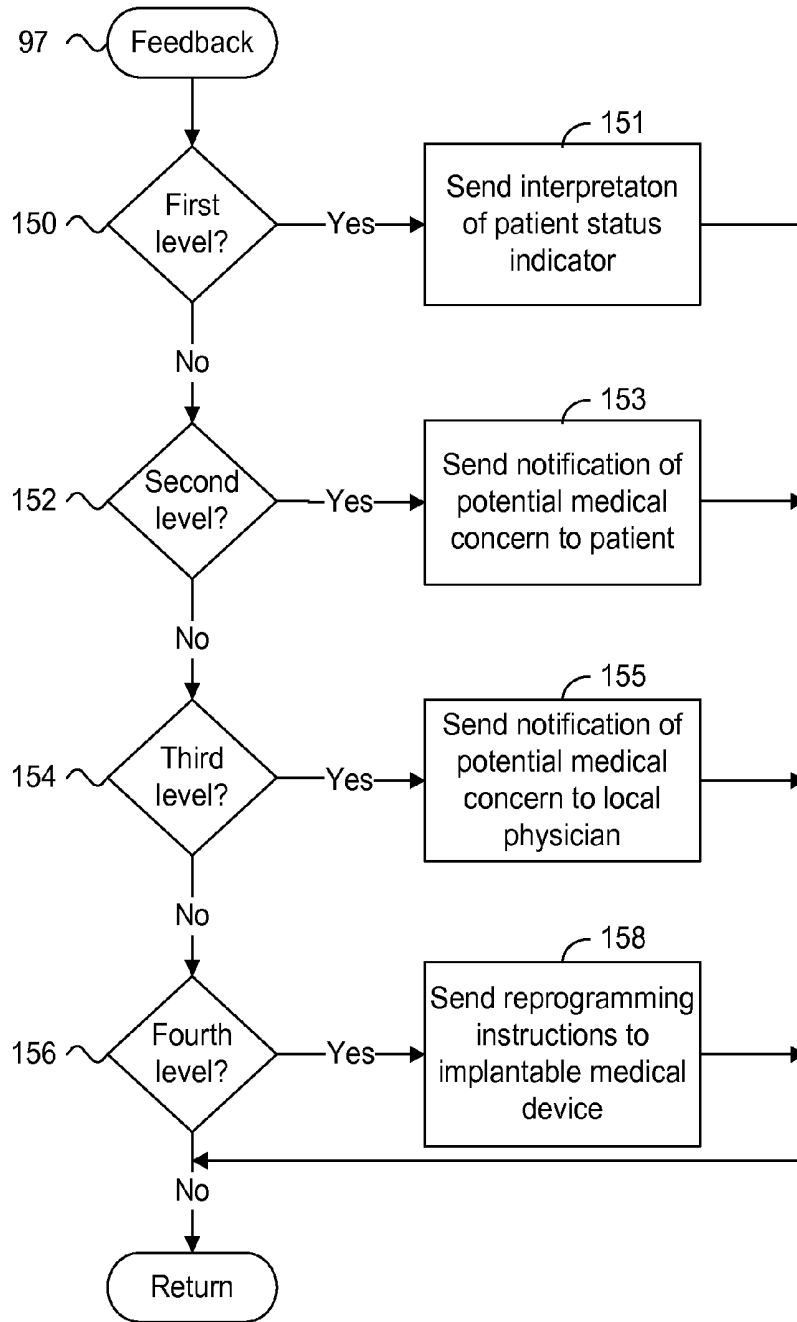 97
Feedback
151
150
First
level?
Yes
Send interpretaton
of patient status
indicator
No
153
152
Second
level?
Yes
Send notification of
potential medical
concern to patient
No
155
154
Third
level?
Yes
Send notification of
potential medical
concern to local
physician
No
158
156
Fourth
level?
Yes
Send reprogramming
instructions to
implantable medical
device
No
Return